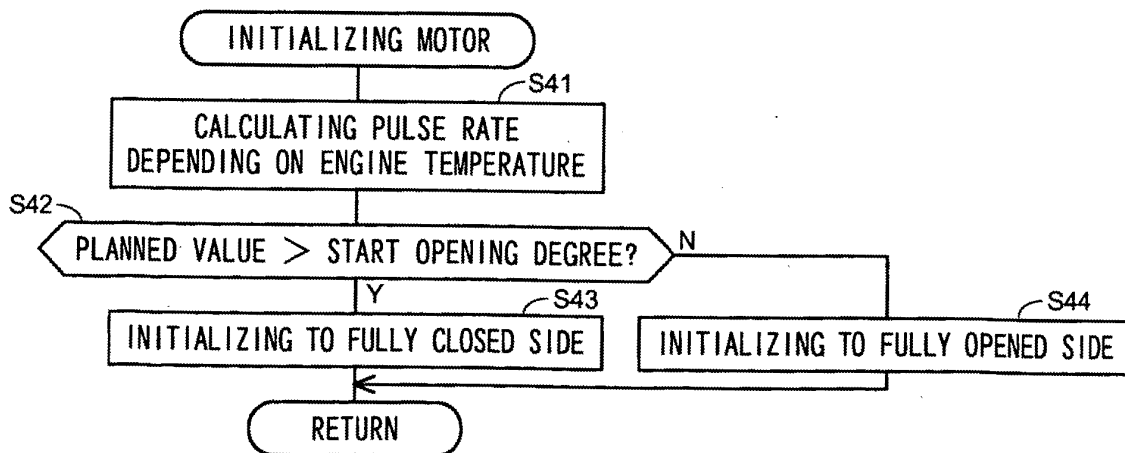 INITIALIZING MOTOR
S41
CALCULATING PULSE RATE
DEPENDING ON ENGINE TEMPERATURE
S42
PLANNED VALUE > START OPENING DEGREE?
N
Y
S43
INITIALIZING TO FULLY CLOSED SIDE
S44
INITIALIZING TO FULLY OPENED SIDE
RETURN